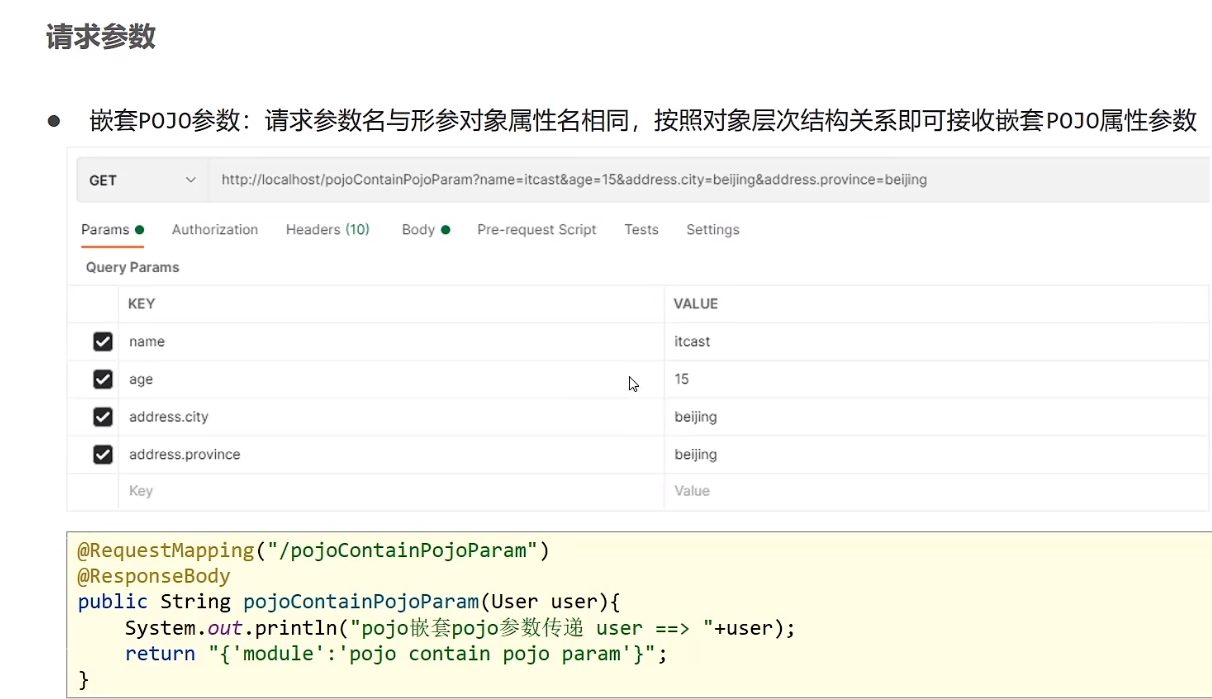 请求参数
● 嵌套POJO参数：请求参数名与形参对象属性名相同，按照对象层次结构关系即可接收嵌套POJO属性参数
GET http://localhost/pojoContainPojoParam?name=itcast&age=15&address.city=beijing&address.province=beijing
Params Authorization Headers (10) Body Pre-request Script Tests Settings
Query Params
KEY VALUE
name itcast
age 15
address.city beijing
address.province beijing
Key Value
@RequestMapping("/pojoContainPojoParam")
@ResponseBody
public String pojoContainPojoParam(User user){
    System.out.println("pojo嵌套pojo参数传递 user ==> "+user);
    return "{'module':'pojo contain pojo param'}";
}